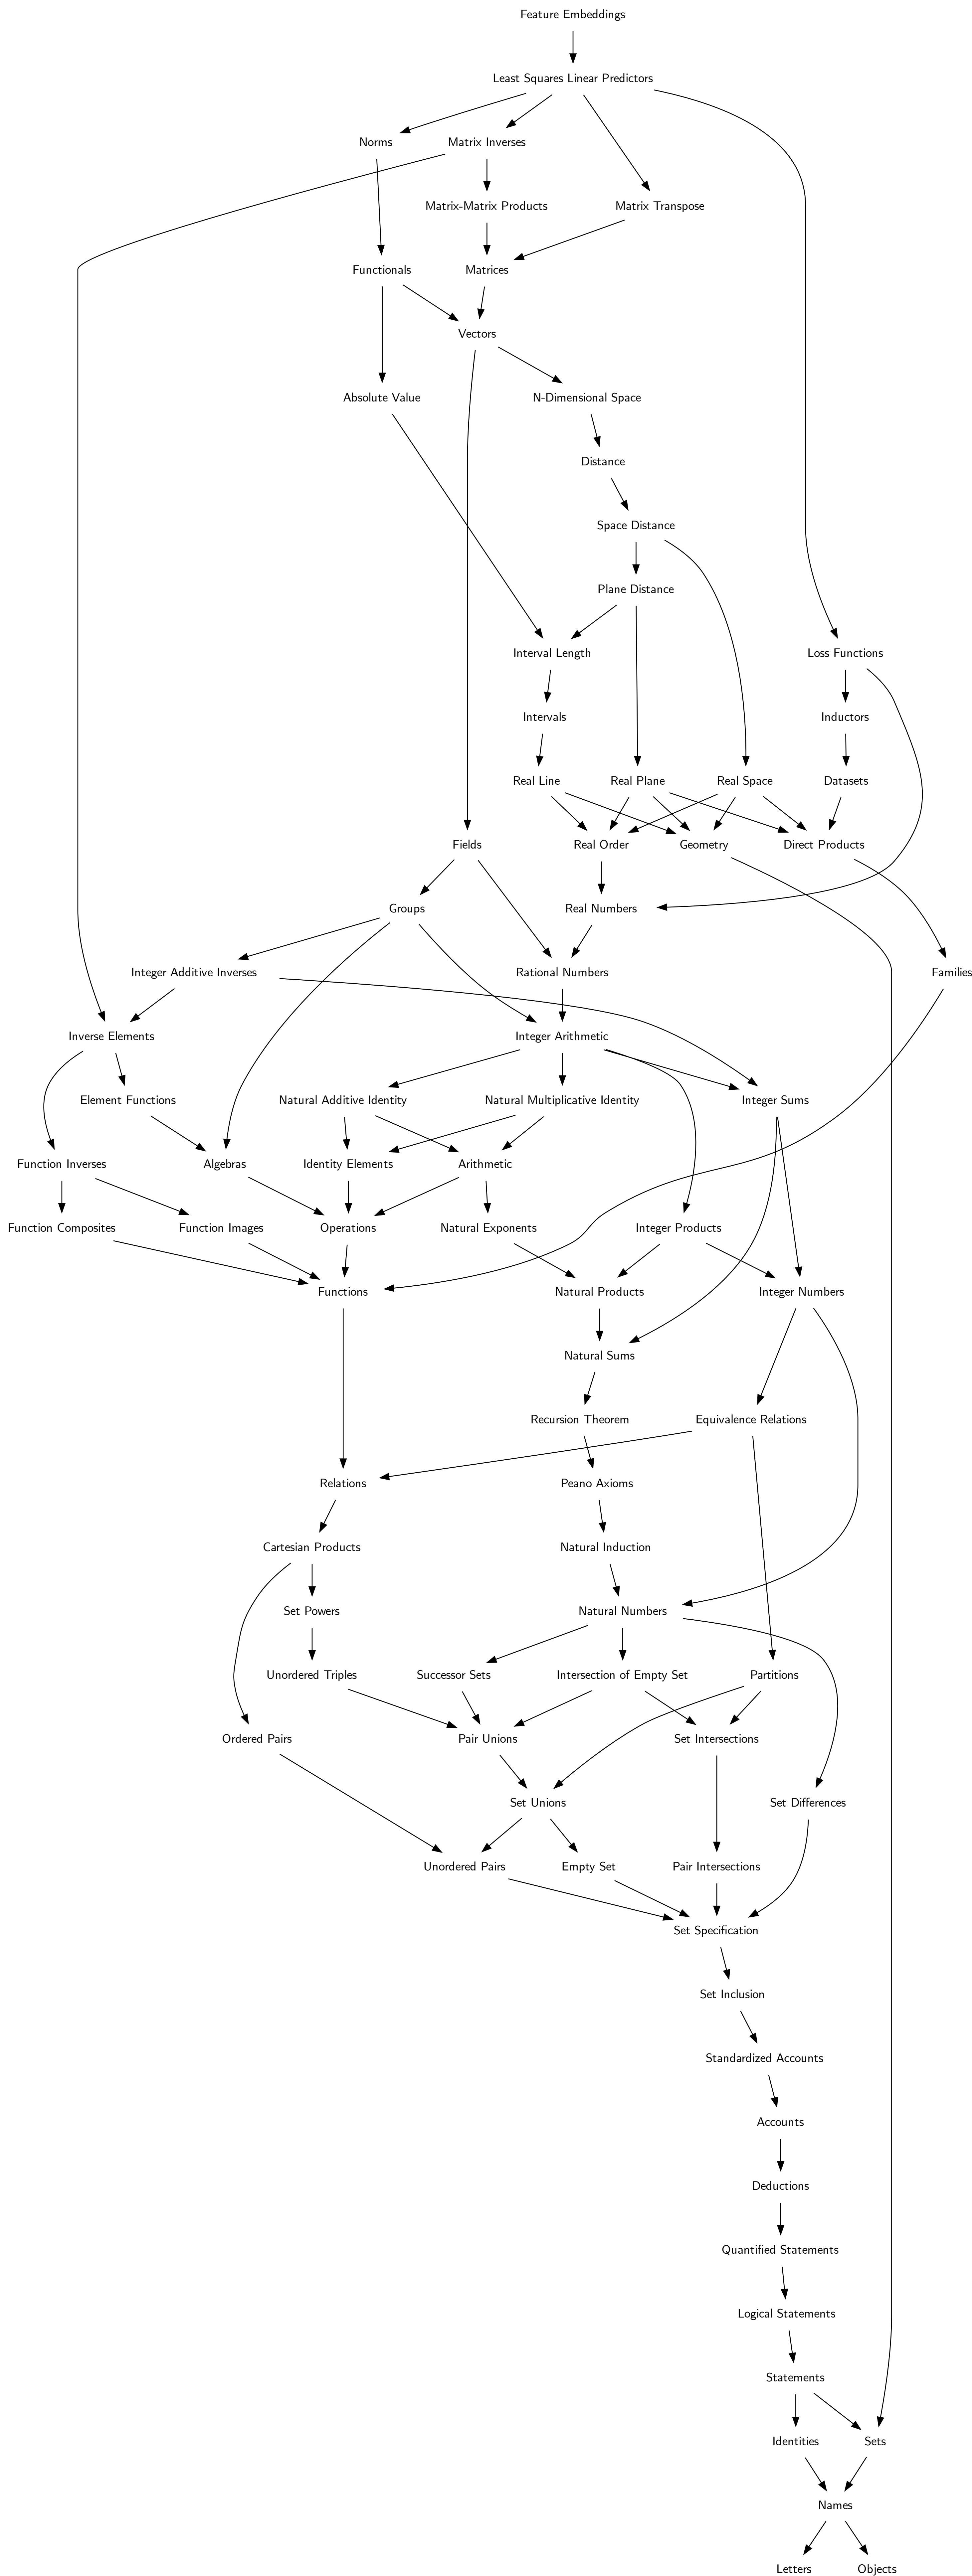 Feature Embeddings
Least Squares Linear Predictors
Norms
Matrix Inverses
Matrix-Matrix Products
Matrix Transpose
Functionals
Matrices
Vectors
Absolute Value
N-Dimensional Space
Distance
Space Distance
Plane Distance
Interval Length
Loss Functions
Intervals
Inductors
Real Line
Real Plane
Real Space
Datasets
Fields
Real Order
Geometry
Direct Products
Groups
Real Numbers
Integer Additive Inverses
Rational Numbers
Families
Inverse Elements
Integer Arithmetic
Element Functions
Natural Additive Identity
Natural Multiplicative Identity
Integer Sums
Function Inverses
Algebras
Identity Elements
Arithmetic
Function Composites
Function Images
Operations
Natural Exponents
Integer Products
Functions
Natural Products
Integer Numbers
Natural Sums
Recursion Theorem
Equivalence Relations
Relations
Peano Axioms
Cartesian Products
Natural Induction
Set Powers
Natural Numbers
Unordered Triples
Successor Sets
Intersection of Empty Set
Partitions
Ordered Pairs
Pair Unions
Set Intersections
Set Unions
Set Differences
Unordered Pairs
Empty Set
Pair Intersections
Set Specification
Set Inclusion
Standardized Accounts
Accounts
Deductions
Quantified Statements
Logical Statements
Statements
Identities
Sets
Names
Letters
Objects